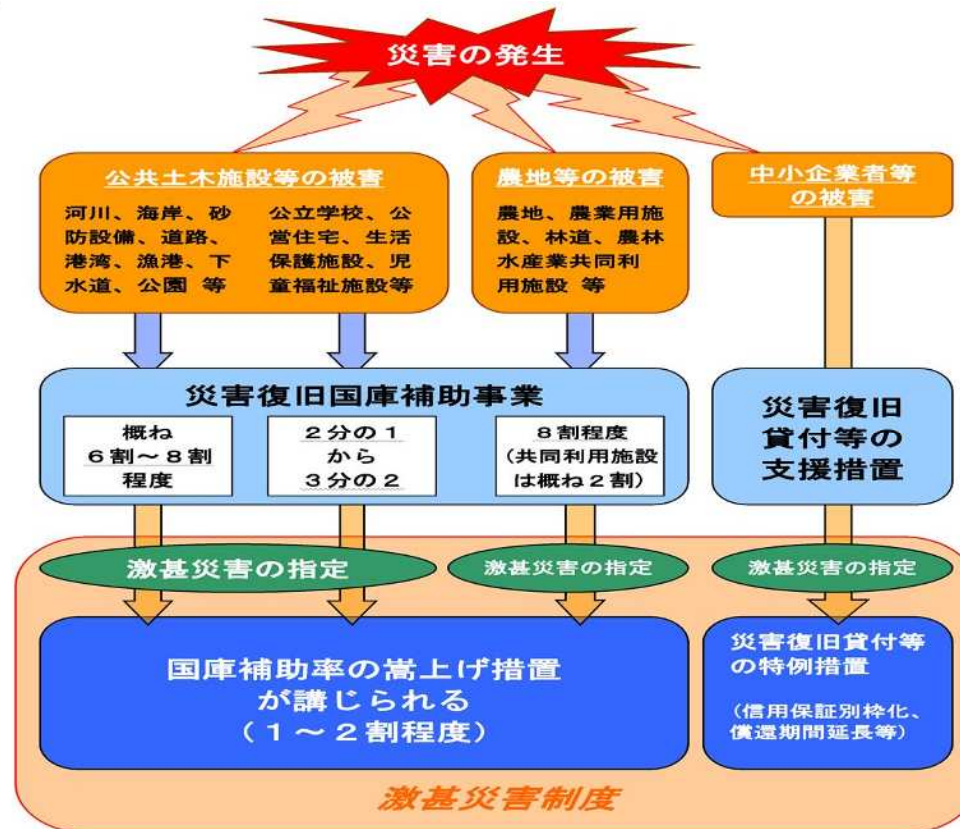 災害の発生
公共土木施設等の被害
河川、海岸、砂
防設備、道路、
港湾、漁港、下
水道、公園 等
公立学校、公
営住宅、生活
保護施設、児
童福祉施設等
農地等の被害
農地、農業用施
設、林道、農林
水産業共同利
用施設 等
中小企業者等
の被害
災害復旧国庫補助事業
概ね
6割～8割
程度
2分の1
から
3分の2
8割程度
(共同利用施設
は概ね2割)
災害復旧
貸付等の
支援措置
激甚災害の指定
激甚災害の指定
激甚災害の指定
国庫補助率の嵩上げ措置
が講じられる
(1～2割程度)
災害復旧貸付等
の特例措置
(信用保証別枠化、
償還期間延長等)
激甚災害制度